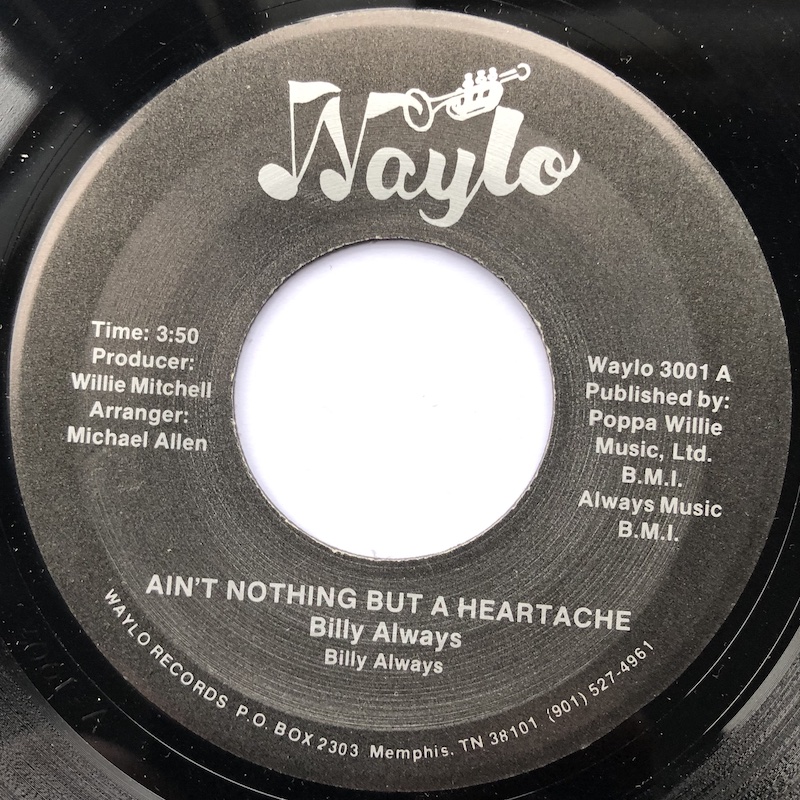 Waylo
Time: 3:50
Producer:
Willie Mitchell
Arranger:
Michael Allen
Waylo 3001 A
Published by:
Poppa Willie
Music, Ltd.
B.M.I.
Always Music
B.M.I.
AIN'T NOTHING BUT A HEARTACHE
Billy Always
Billy Always
WAYLO RECORDS P.O. BOX 2303 Memphis, TN 38101 (901) 527-4961